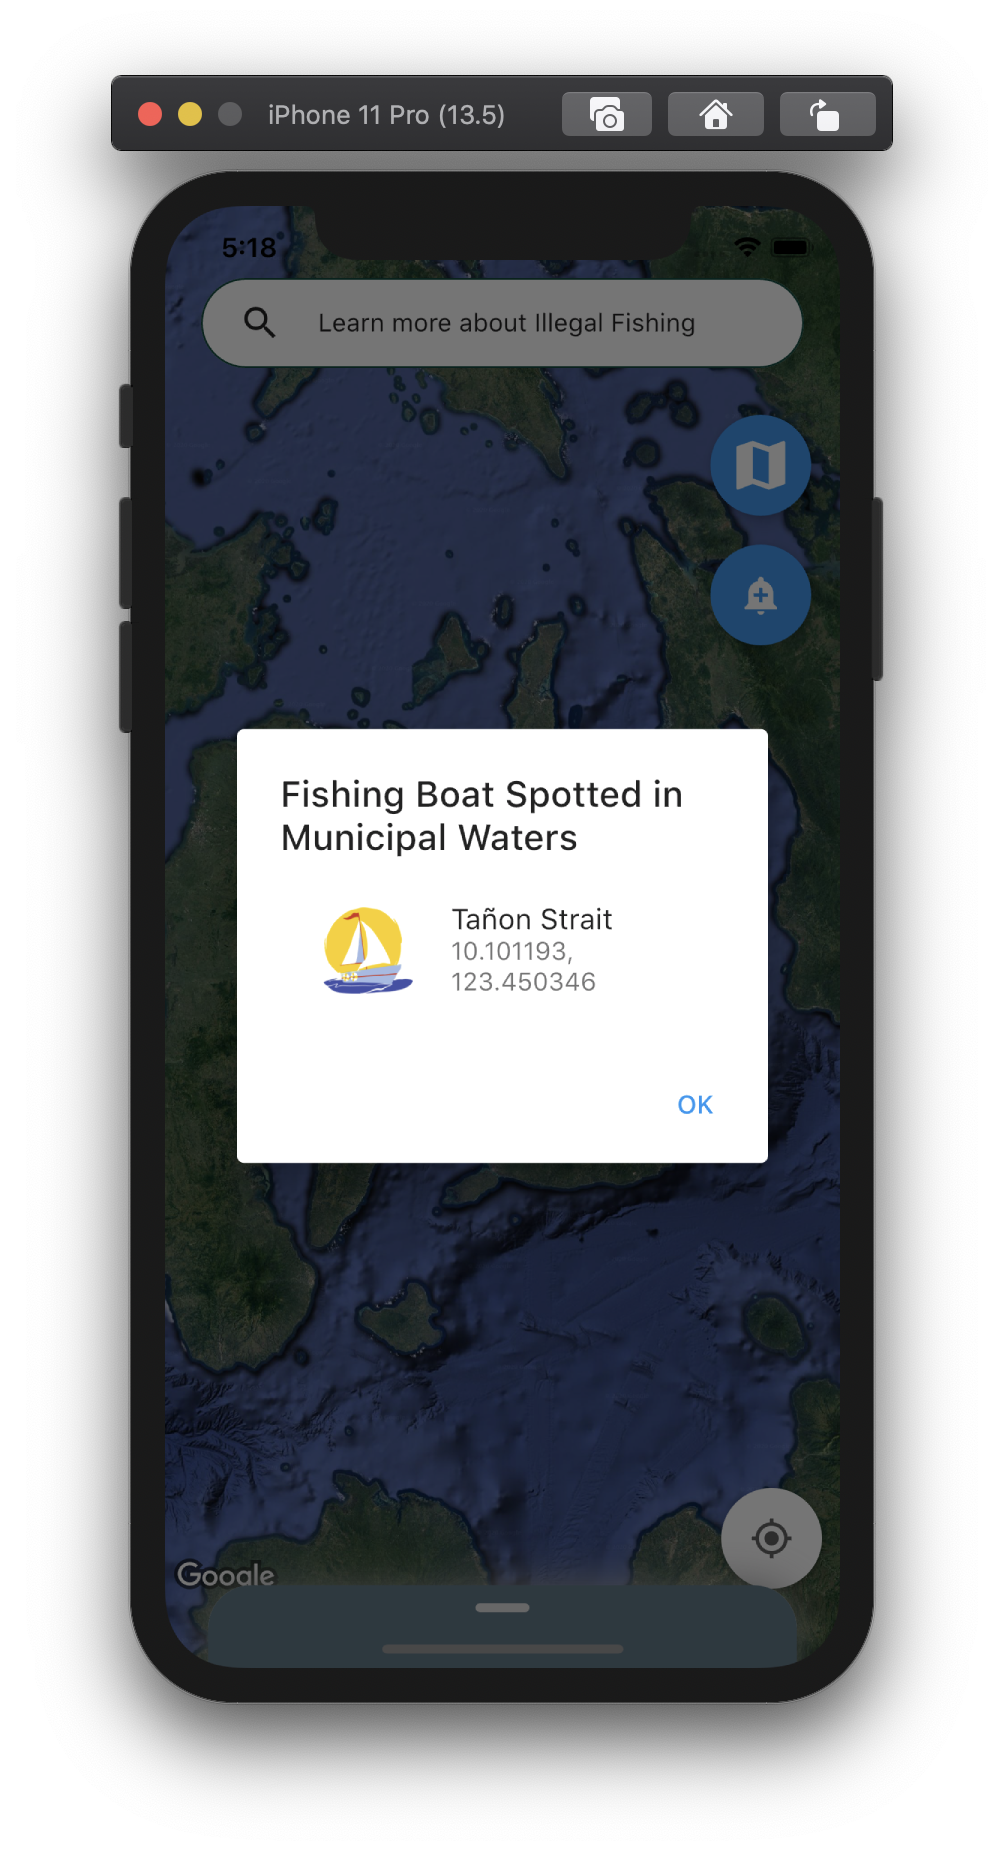 iPhone 11 Pro (13.5)
5:18
Learn more about Illegal Fishing
Fishing Boat Spotted in
Municipal Waters
Tañon Strait
10.101193,
123.450346
OK
Google